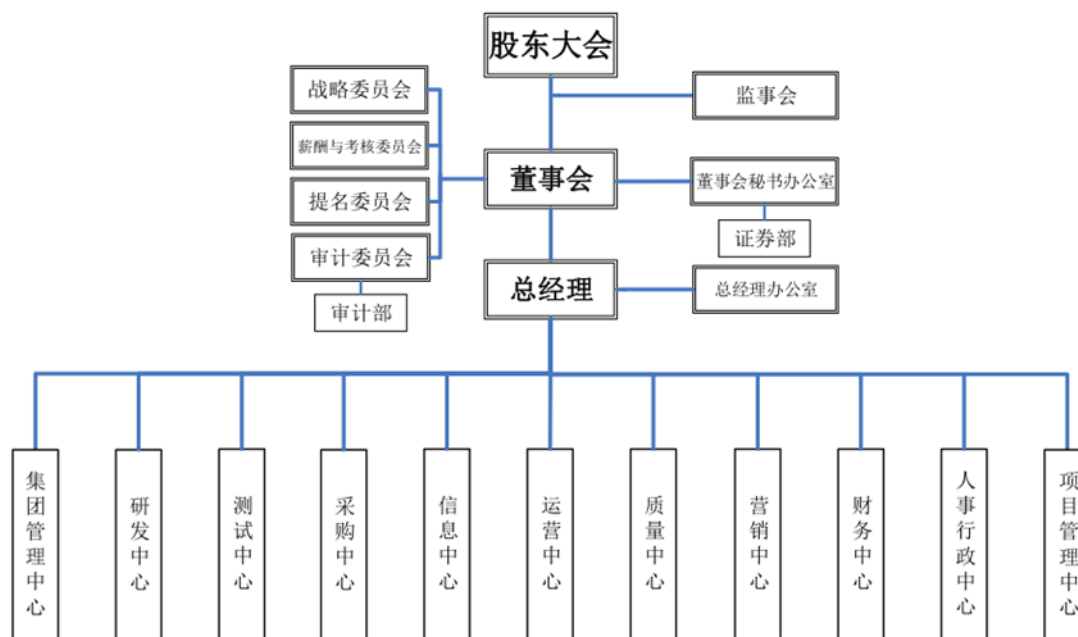 股东大会
战略委员会
监事会
薪酬与考核委员会
董事会
董事会秘书办公室
提名委员会
证券部
审计委员会
总经理
总经理办公室
审计部
集团管理中心
研发中心
测试中心
采购中心
信息中心
运营中心
质量中心
营销中心
财务中心
人事行政中心
项目管理中心